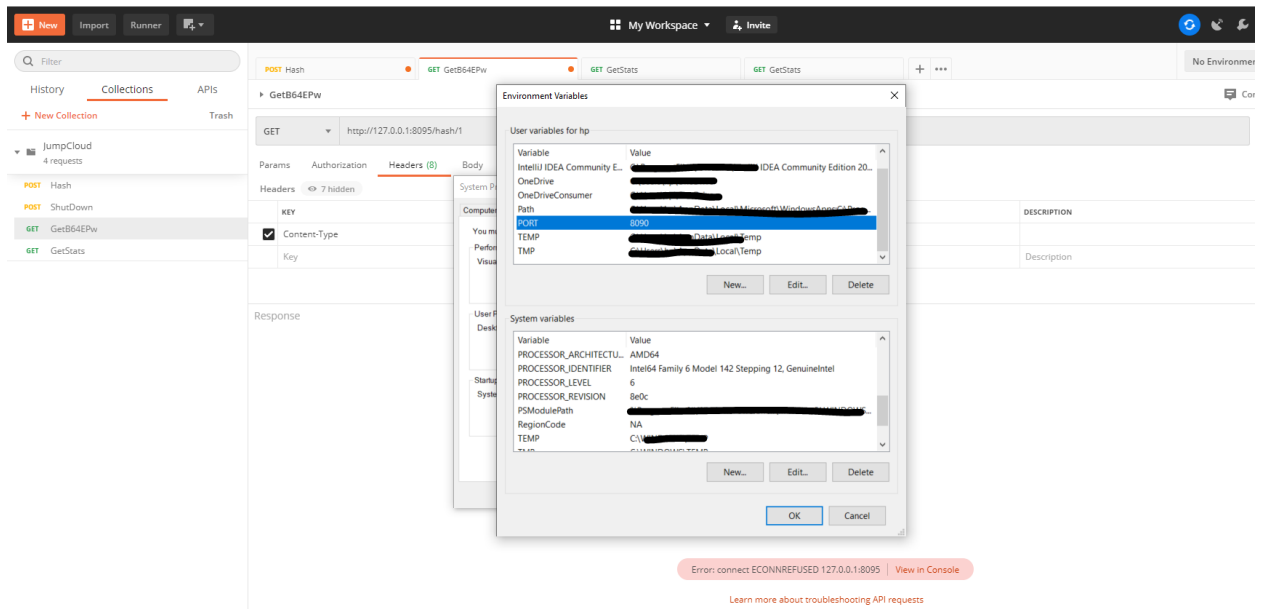 New Import Runner My Workspace Invite
Filter
History Collections APIs
+ New Collection Trash
JumpCloud
4 requests
POST Hash
POST ShutDown
GET GetB64EPw
GET GetStats
POST Hash GET GetB64EPw GET GetStats GET GetStats + ••• No Environmen
GetB64EPw
GET http://127.0.0.1:8095/hash/1
Params Authorization Headers (8) Body
Headers 7 hidden
KEY DESCRIPTION
Content-Type
Key Description
Response
Environment Variables
User variables for hp
Variable Value
IntelliJ IDEA Community E... IDEA Community Edition 20...
OneDrive
OneDriveConsumer
Path
PORT 8090
TEMP \Local\Temp
TMP \Local\Temp
New... Edit... Delete
System variables
Variable Value
PROCESSOR_ARCHITECTU... AMD64
PROCESSOR_IDENTIFIER Intel64 Family 6 Model 142 Stepping 12, GenuineIntel
PROCESSOR_LEVEL 6
PROCESSOR_REVISION 8e0c
PSModulePath
RegionCode NA
TEMP
New... Edit... Delete
OK Cancel
Error: connect ECONNREFUSED 127.0.0.1:8095 View in Console
Learn more about troubleshooting API requests